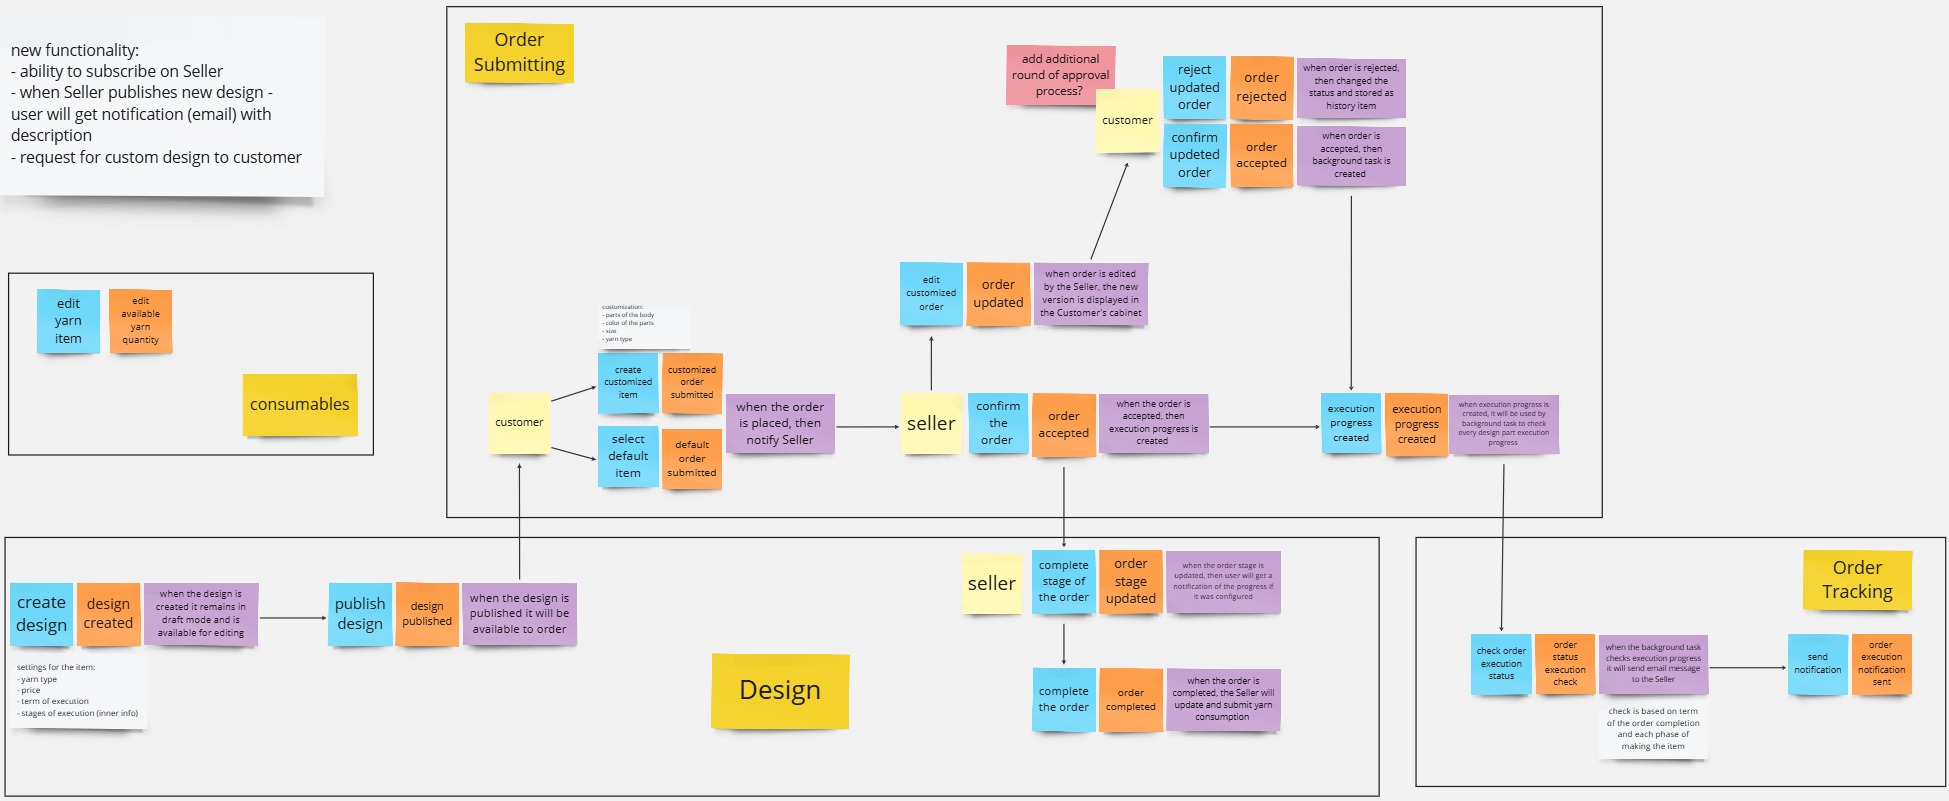 new functionality:
- ability to subscribe on Seller
- when Seller publishes new design -
user will get notification (email) with
description
- request for custom design to customer
Order
Submitting
add additional
round of approval
process?
customer
reject
updated
order
order
rejected
when order is rejected,
then changed the
status and stored as
history item
confirm
updeted
order
order
accepted
when order is
accepted, then
background task is
created
edit
yarn
item
edit
available
yarn
quantity
consumables
edit
customized
order
order
updated
when order is edited
by the Seller, the new
version is displayed in
the Customer's cabinet
customization:
- parts of the body
- color of the parts
- size
- yarn type
customer
create
customized
item
customized
order
submitted
select
default
item
default
order
submitted
when the order
is placed, then
notify Seller
seller
confirm
the
order
order
accepted
when the order is
accepted, then
execution progress is
created
execution
progress
created
execution
progress
created
when execution progress is
created, it will be used by
background task to check
every design part execution
progress
create
design
design
created
when the design is
created it remains in
draft mode and is
available for editing
settings for the item:
- yarn type
- price
- term of execution
- stages of execution (inner info)
publish
design
design
published
when the design is
published it will be
available to order
Design
seller
complete
stage of
the order
order
stage
updated
when the order stage is
updated, then user will get a
notification of the progress if
it was configured
complete
the order
order
completed
when the order is
completed, the Seller will
update and submit yarn
consumption
Order
Tracking
check order
execution
status
order
status
execution
check
when the background task
checks execution progress
it will send email message
to the Seller
check is based on term
of the order completion
and each phase of
making the item
send
notification
order
execution
notification
sent